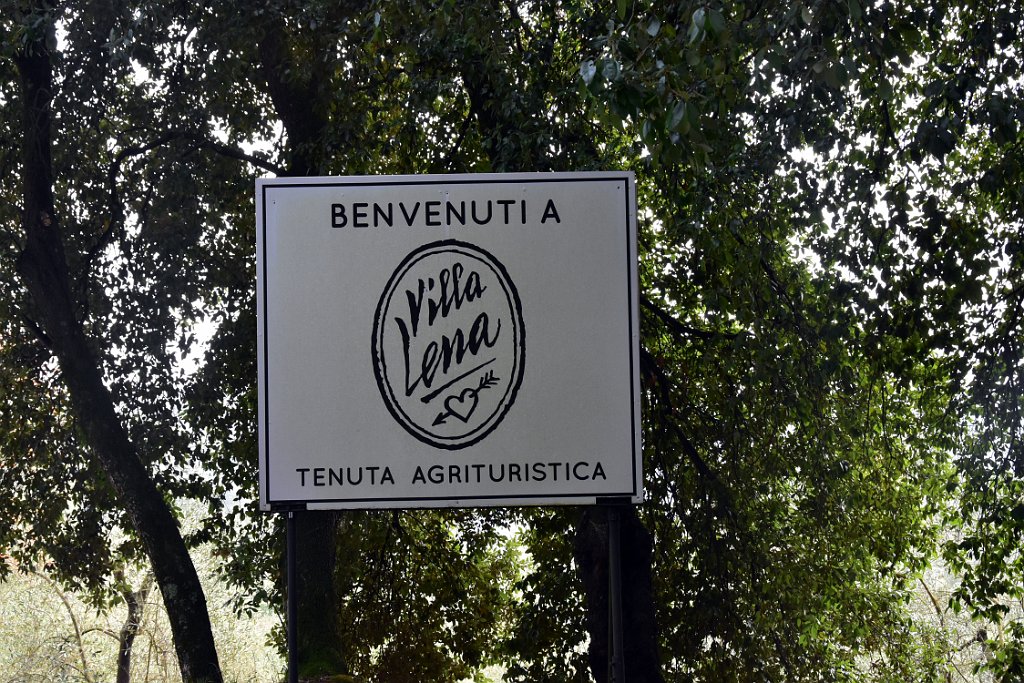 BENVENUTI A
Villa
Lena
TENUTA AGRITURISTICA